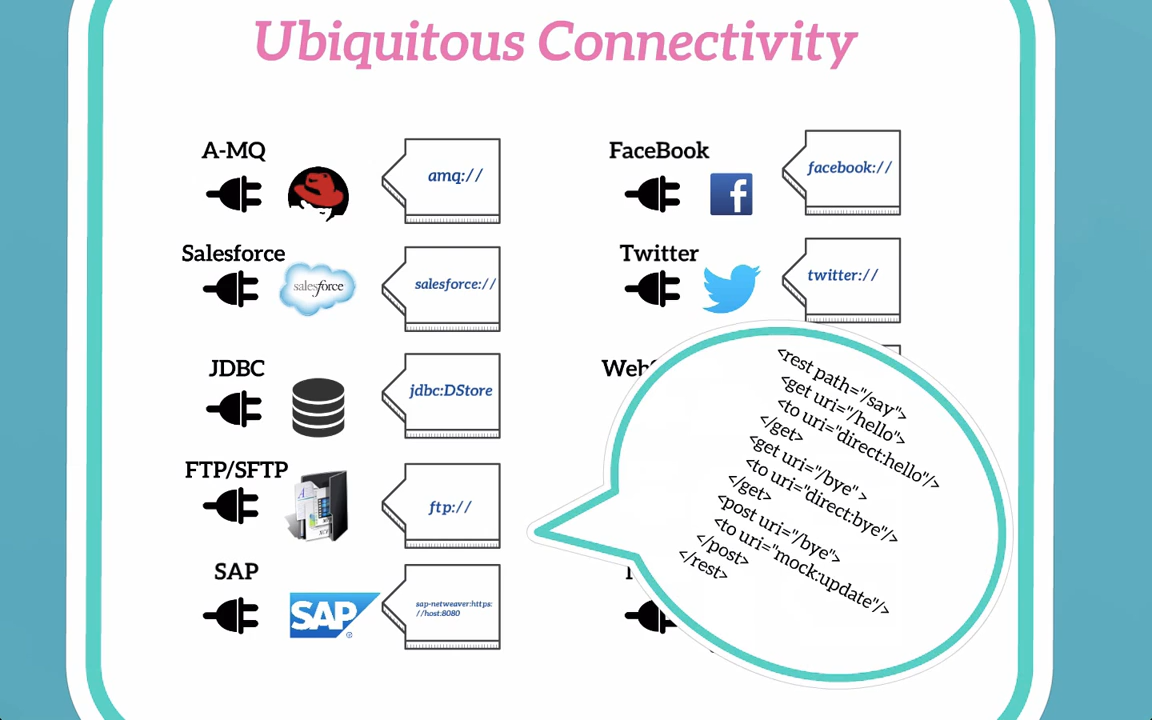 Ubiquitous Connectivity
A-MQ
amq://
Salesforce
salesforce
salesforce://
JDBC
jdbc:DStore
FTP/SFTP
ftp://
SAP
SAP
sap-netweaver:https:
//host:8080
FaceBook
f
facebook://
Twitter
twitter://
<rest path="/say">
<get uri="/hello">
<to uri="direct:hello"/>
</get>
<get uri="/bye" >
<to uri="direct:bye"/>
</get>
<post uri="/bye">
<to uri="mock:update"/>
</post>
</rest>